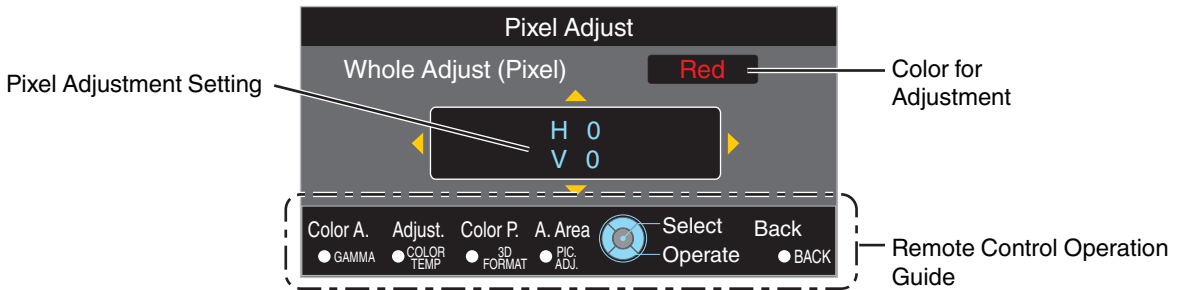 Pixel Adjust
Whole Adjust (Pixel) Red
Pixel Adjustment Setting
Color for
Adjustment
H 0
V 0
Color A. Adjust. Color P. A. Area Select Back
GAMMA COLOR TEMP 3D FORMAT PIC. ADJ. Operate BACK
Remote Control Operation
Guide